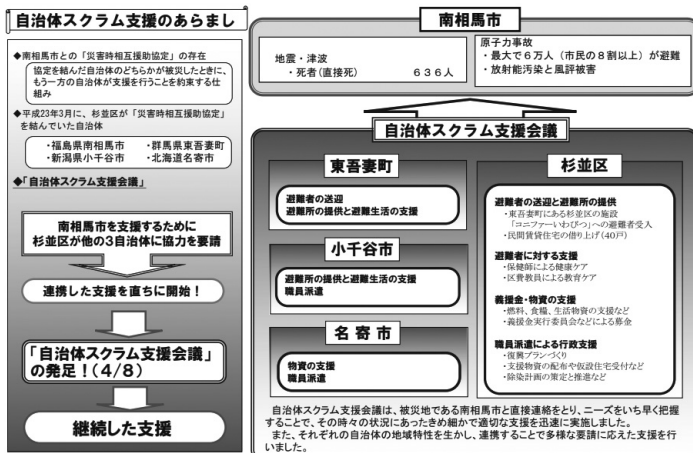 自治体スクラム支援のあらまし
◆南相馬市との「災害時相互援助協定」の存在
協定を結んだ自治体のどちらかが被災したときに、
もう一方の自治体が支援を行うことを約束する仕
組み
◆平成23年3月に、杉並区が「災害時相互援助協定」
を結んでいた自治体
・福島県南相馬市 ・群馬県東吾妻町
・新潟県小千谷市 ・北海道名寄市
◆「自治体スクラム支援会議」
南相馬市を支援するために
杉並区が他の3自治体に協力を要請
連携した支援を直ちに開始！
「自治体スクラム支援会議」
の発足！(4/8)
継続した支援
南相馬市
地震・津波
・死者(直接死) 636人
原子力事故
・最大で6万人（市民の8割以上）が避難
・放射能汚染と風評被害
自治体スクラム支援会議
東吾妻町
避難者の送迎
避難所の提供と避難生活の支援
小千谷市
避難所の提供と避難生活の支援
職員派遣
名寄市
物資の支援
職員派遣
杉並区
避難者の送迎と避難所の提供
・東吾妻町にある杉並区の施設
「コニファーいわびつ」への避難者受入
・民間賃貸住宅の借り上げ(40戸)
避難者に対する支援
・保健師による健康ケア
・区費教員による教育ケア
義援金・物資の支援
・燃料、食糧、生活物資の支援など
・義援金実行委員会などによる募金
職員派遣による行政支援
・復興プランづくり
・支援物資の配布や仮設住宅受付など
・除染計画の策定と推進など
自治体スクラム支援会議は、被災地である南相馬市と直接連絡をとり、ニーズをいち早く把握
することで、その時々の状況にあったきめ細かで適切な支援を迅速に実施しました。
また、それぞれの自治体の地域特性を生かし、連携することで多様な要請に応えた支援を行
いました。